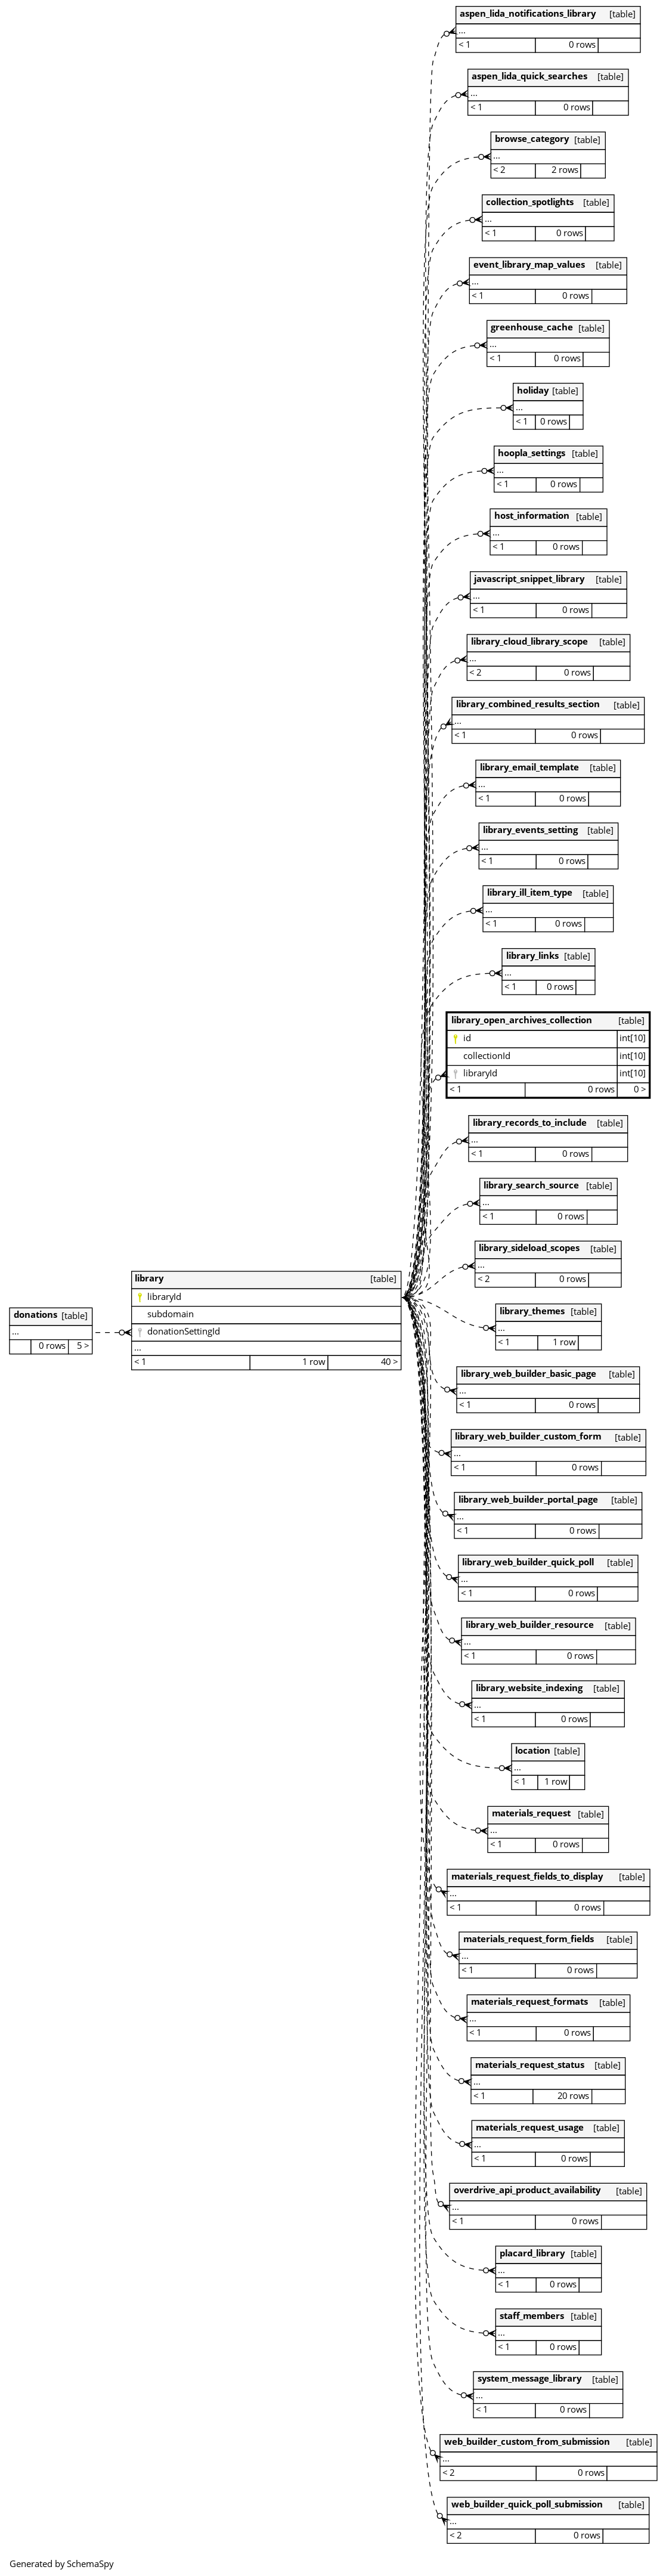 aspen_lida_notifications_library [table]
...
< 1 0 rows
aspen_lida_quick_searches [table]
...
< 1 0 rows
browse_category [table]
...
< 2 2 rows
collection_spotlights [table]
...
< 1 0 rows
event_library_map_values [table]
...
< 1 0 rows
greenhouse_cache [table]
...
< 1 0 rows
holiday [table]
...
< 1 0 rows
hoopla_settings [table]
...
< 1 0 rows
host_information [table]
...
< 1 0 rows
javascript_snippet_library [table]
...
< 1 0 rows
library_cloud_library_scope [table]
...
< 2 0 rows
library_combined_results_section [table]
...
< 1 0 rows
library_email_template [table]
...
< 1 0 rows
library_events_setting [table]
...
< 1 0 rows
library_ill_item_type [table]
...
< 1 0 rows
library_links [table]
...
< 1 0 rows
library_open_archives_collection [table]
id int[10]
collectionId int[10]
libraryId int[10]
< 1 0 rows 0 >
library_records_to_include [table]
...
< 1 0 rows
library_search_source [table]
...
< 1 0 rows
library_sideload_scopes [table]
...
< 2 0 rows
library [table]
libraryId
subdomain
donationSettingId
...
< 1 1 row 40 >
donations [table]
...
0 rows 5 >
library_themes [table]
...
< 1 1 row
library_web_builder_basic_page [table]
...
< 1 0 rows
library_web_builder_custom_form [table]
...
< 1 0 rows
library_web_builder_portal_page [table]
...
< 1 0 rows
library_web_builder_quick_poll [table]
...
< 1 0 rows
library_web_builder_resource [table]
...
< 1 0 rows
library_website_indexing [table]
...
< 1 0 rows
location [table]
...
< 1 1 row
materials_request [table]
...
< 1 0 rows
materials_request_fields_to_display [table]
...
< 1 0 rows
materials_request_form_fields [table]
...
< 1 0 rows
materials_request_formats [table]
...
< 1 0 rows
materials_request_status [table]
...
< 1 20 rows
materials_request_usage [table]
...
< 1 0 rows
overdrive_api_product_availability [table]
...
< 1 0 rows
placard_library [table]
...
< 1 0 rows
staff_members [table]
...
< 1 0 rows
system_message_library [table]
...
< 1 0 rows
web_builder_custom_from_submission [table]
...
< 2 0 rows
web_builder_quick_poll_submission [table]
...
< 2 0 rows
Generated by SchemaSpy